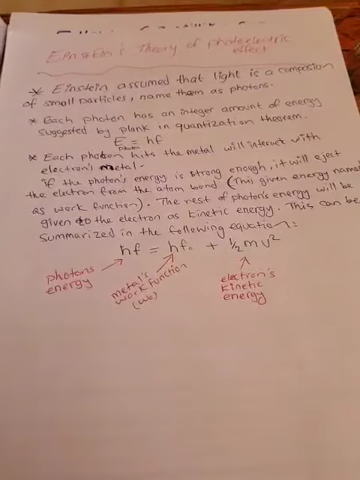 Einstein's Theory of photoelectric
effect
* Einstein assumed that light is a composion
of small particles, name them as photons.
* Each photon has an integer amount of energy
suggested by plank in quantization theorem.
E photon = hf
* Each photon hits the metal will interact with
electron's metal.
if the photon's energy is strong enough, it will eject
the electron from the atom bond (This given energy named
as work function). The rest of photon's energy will be
given to the electron as kinetic energy. This can be
summarized in the following equation:
hf = hf₀ + ½ m v²
photons energy
metal's work function (W₀)
electron's kinetic energy